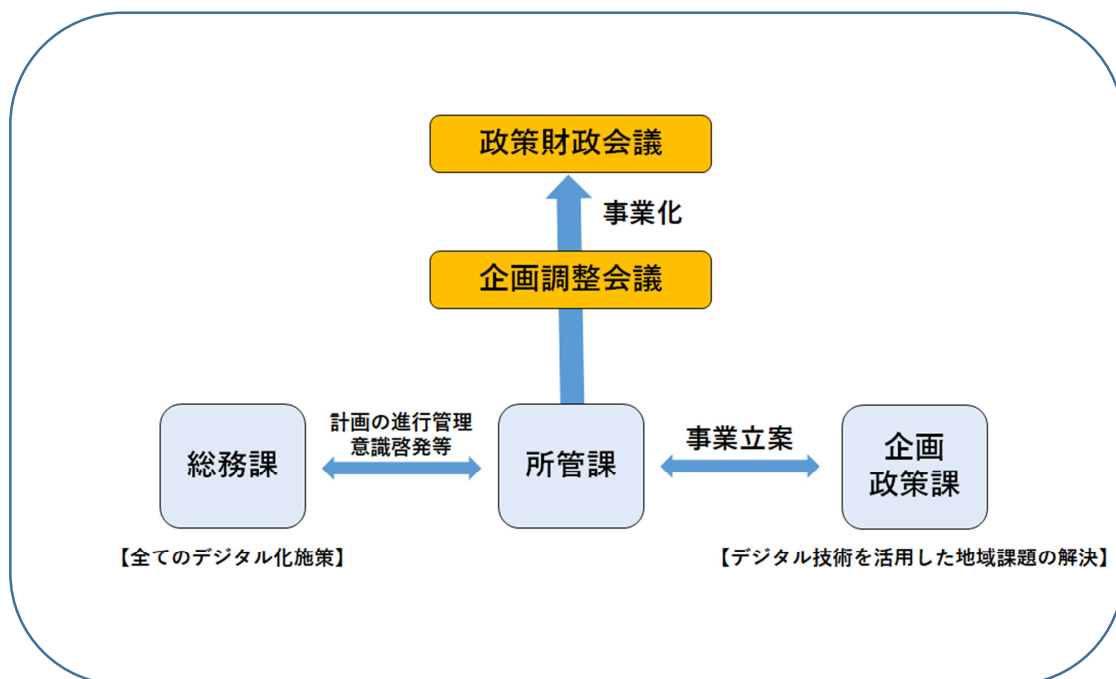 政策財政会議
事業化
企画調整会議
計画の進行管理
意識啓発等
事業立案
総務課
所管課
企画
政策課
【全てのデジタル化施策】
【デジタル技術を活用した地域課題の解決】